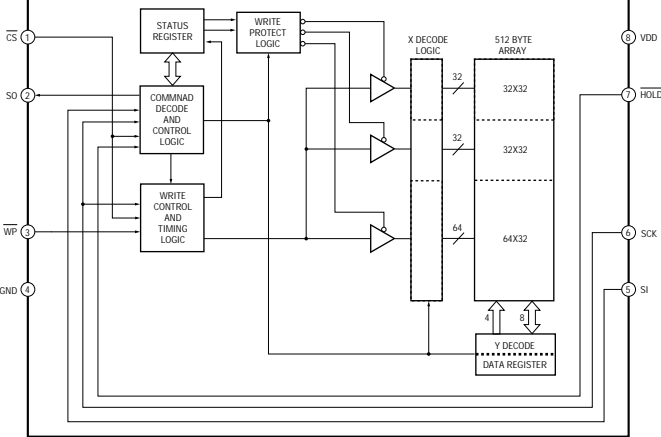 STATUS
REGISTER
WRITE
PROTECT
LOGIC
X DECODE
LOGIC
512 BYTE
ARRAY
CS 1
8 VDD
SO 2
7 HOLD
COMMNAD
DECODE
AND
CONTROL
LOGIC
32
32X32
32
32X32
WRITE
CONTROL
AND
TIMING
LOGIC
WP 3
6 SCK
64
64X32
GND 4
5 SI
4
8
Y DECODE
DATA REGISTER